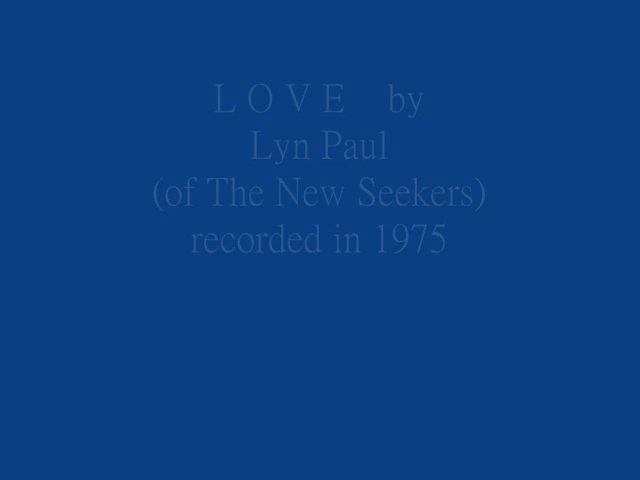 L O V E by
Lyn Paul
(of The New Seekers)
recorded in 1975